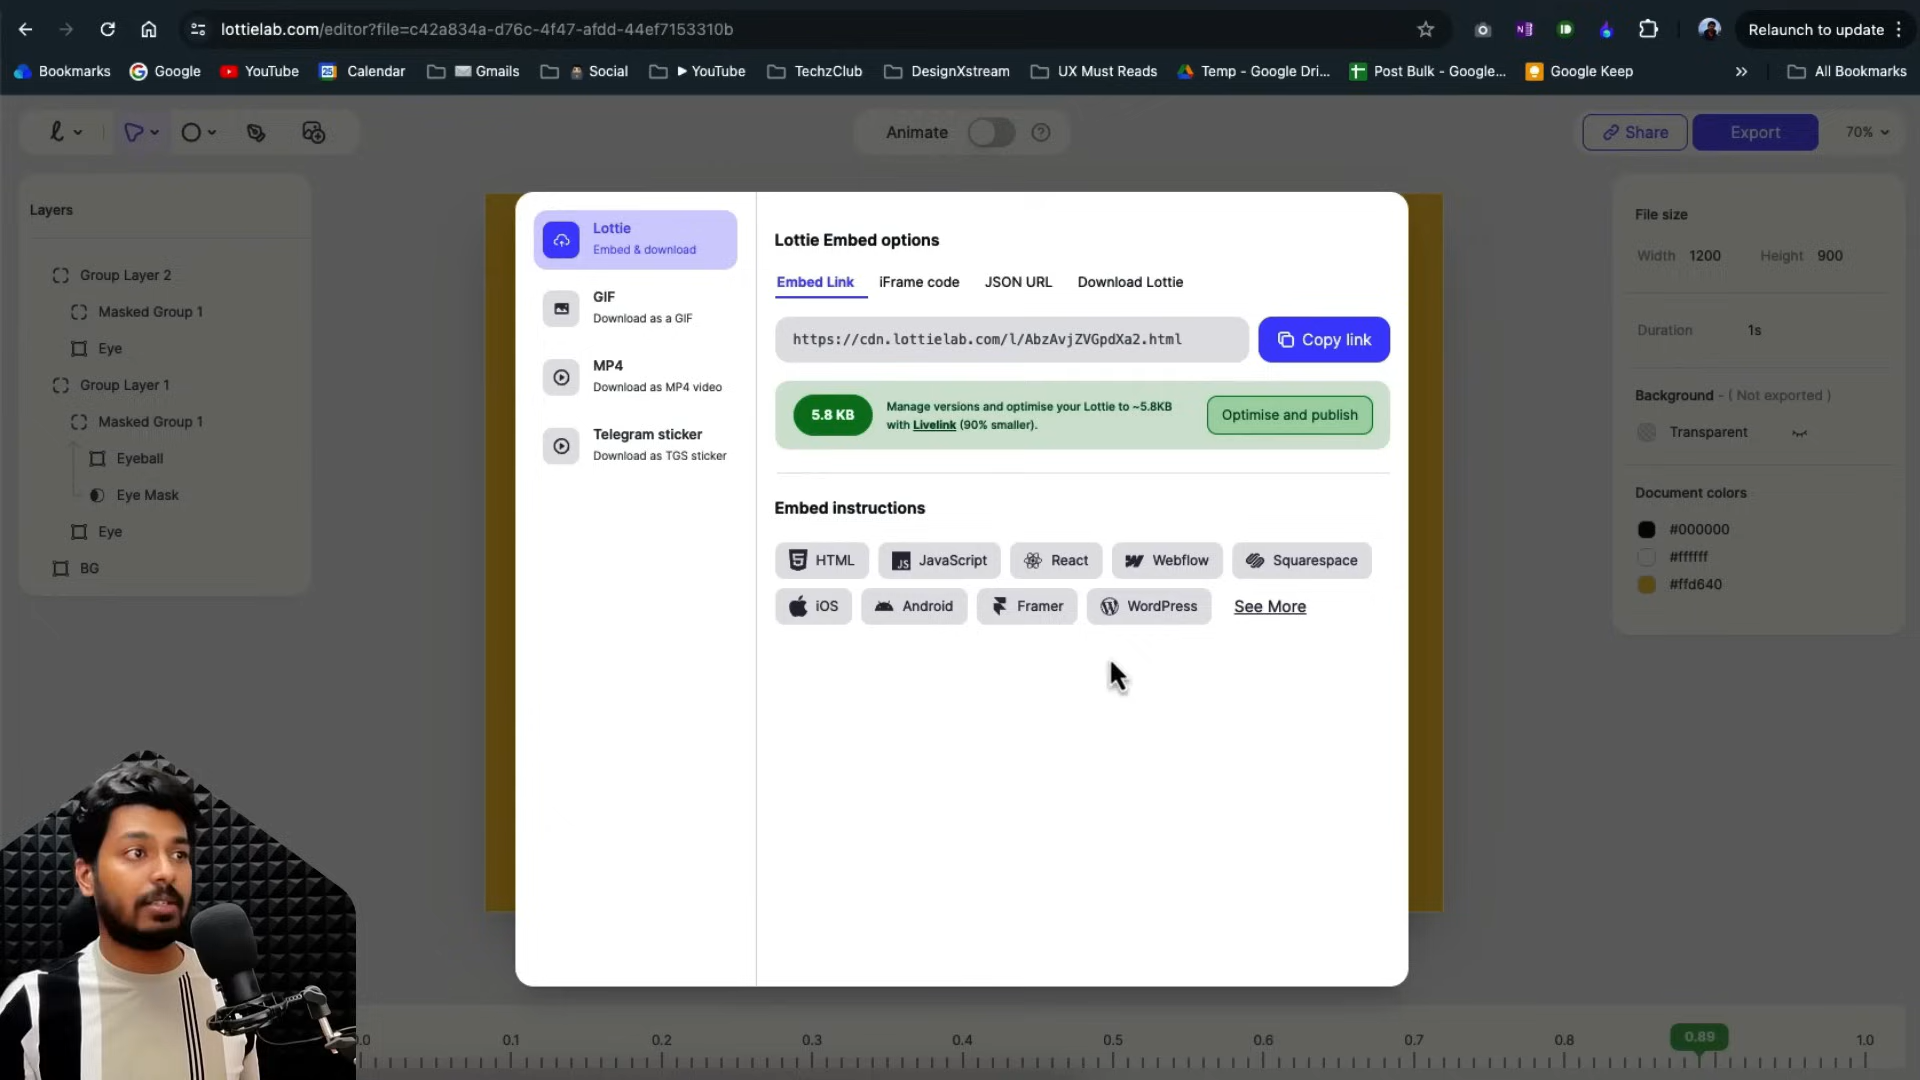 lottielab.com/editor?file=c42a834a-d76c-4f47-afdd-44ef7153310b
Relaunch to update
Bookmarks
Google
YouTube
Calendar
Gmails
Social
YouTube
TechzClub
DesignXstream
UX Must Reads
Temp - Google Dri...
Post Bulk - Google...
Google Keep
All Bookmarks
Animate
Share
Export
70%
Layers
Group Layer 2
Masked Group 1
Eye
Group Layer 1
Masked Group 1
Eyeball
Eye Mask
Eye
BG
Lottie
Embed & download
GIF
Download as a GIF
MP4
Download as MP4 video
Telegram sticker
Download as TGS sticker
Lottie Embed options
Embed Link
iFrame code
JSON URL
Download Lottie
https://cdn.lottielab.com/l/AbzAvjZVGpdXa2.html
Copy link
5.8 KB
Manage versions and optimise your Lottie to ~5.8KB
with Livelink (90% smaller).
Optimise and publish
Embed instructions
HTML
JavaScript
React
Webflow
Squarespace
iOS
Android
Framer
WordPress
See More
File size
Width 1200 Height 900
Duration 1s
Background - ( Not exported )
Transparent
Document colors
#000000
#ffffff
#ffd640
0.1
0.2
0.3
0.4
0.5
0.6
0.7
0.8
0.89
1.0